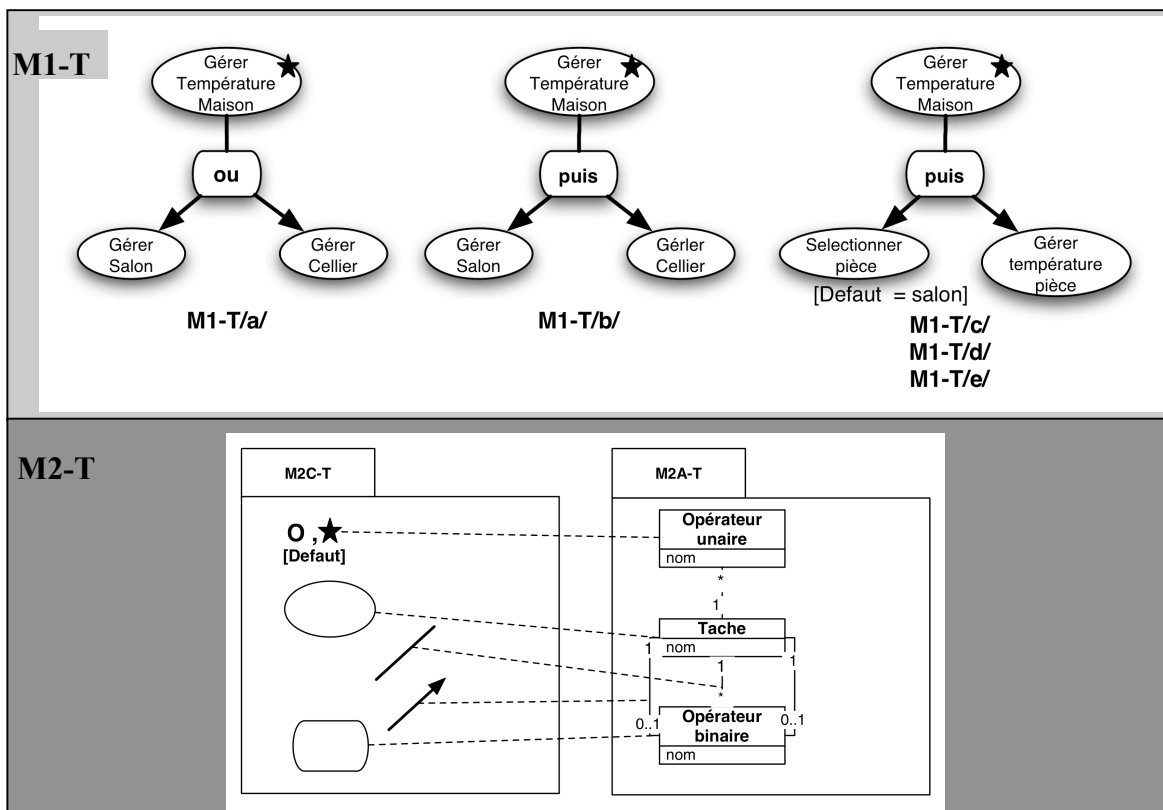 M1-T
Gérer
Température
Maison
ou
Gérer
Salon
Gérer
Cellier
M1-T/a/
Gérer
Température
Maison
puis
Gérer
Salon
Gérler
Cellier
M1-T/b/
Gérer
Temperature
Maison
puis
Selectionner
pièce
[Defaut = salon]
Gérer
température
pièce
M1-T/c/
M1-T/d/
M1-T/e/
M2-T
M2C-T
O ,
[Defaut]
M2A-T
Opérateur
unaire
nom
*
1
Tache
nom
1
1
1
*
0..1
Opérateur
binaire
0..1
nom